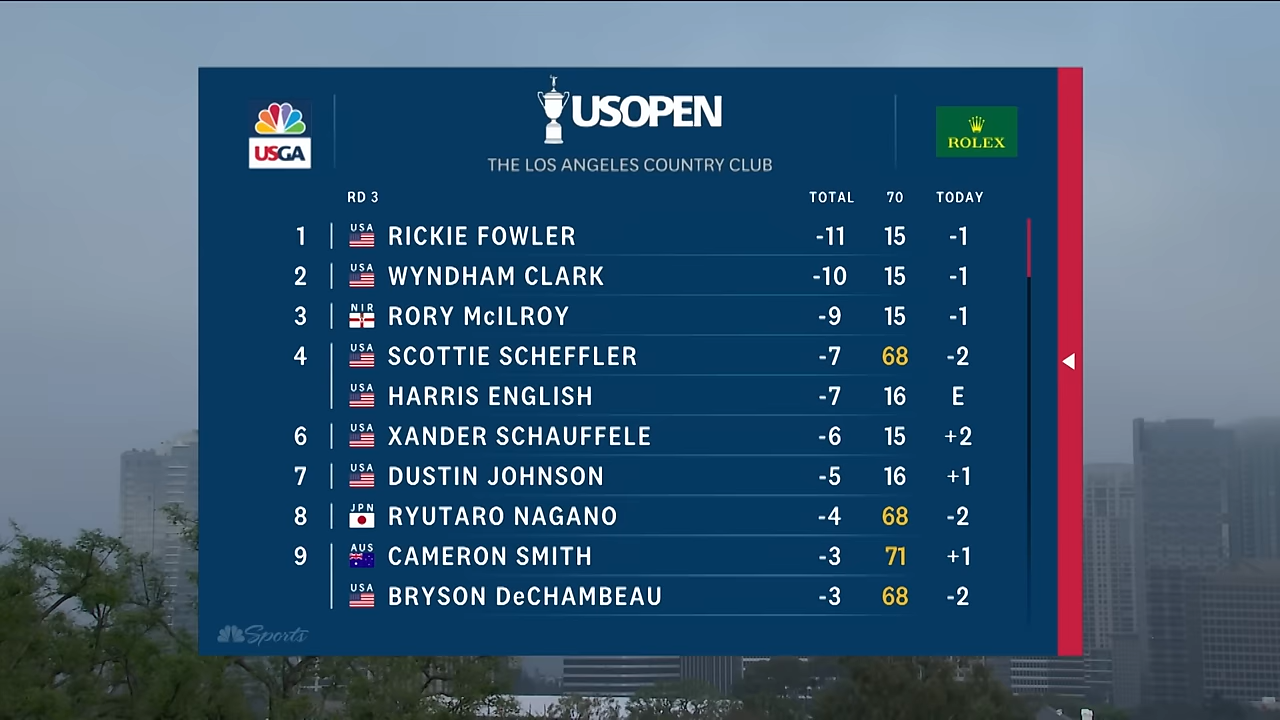 USOPEN
USGA
ROLEX
THE LOS ANGELES COUNTRY CLUB
RD 3 TOTAL 70 TODAY
1 USA RICKIE FOWLER -11 15 -1
2 USA WYNDHAM CLARK -10 15 -1
3 NIR RORY McILROY -9 15 -1
4 USA SCOTTIE SCHEFFLER -7 68 -2
USA HARRIS ENGLISH -7 16 E
6 USA XANDER SCHAUFFELE -6 15 +2
7 USA DUSTIN JOHNSON -5 16 +1
8 JPN RYUTARO NAGANO -4 68 -2
9 AUS CAMERON SMITH -3 71 +1
USA BRYSON DeCHAMBEAU -3 68 -2
Sports